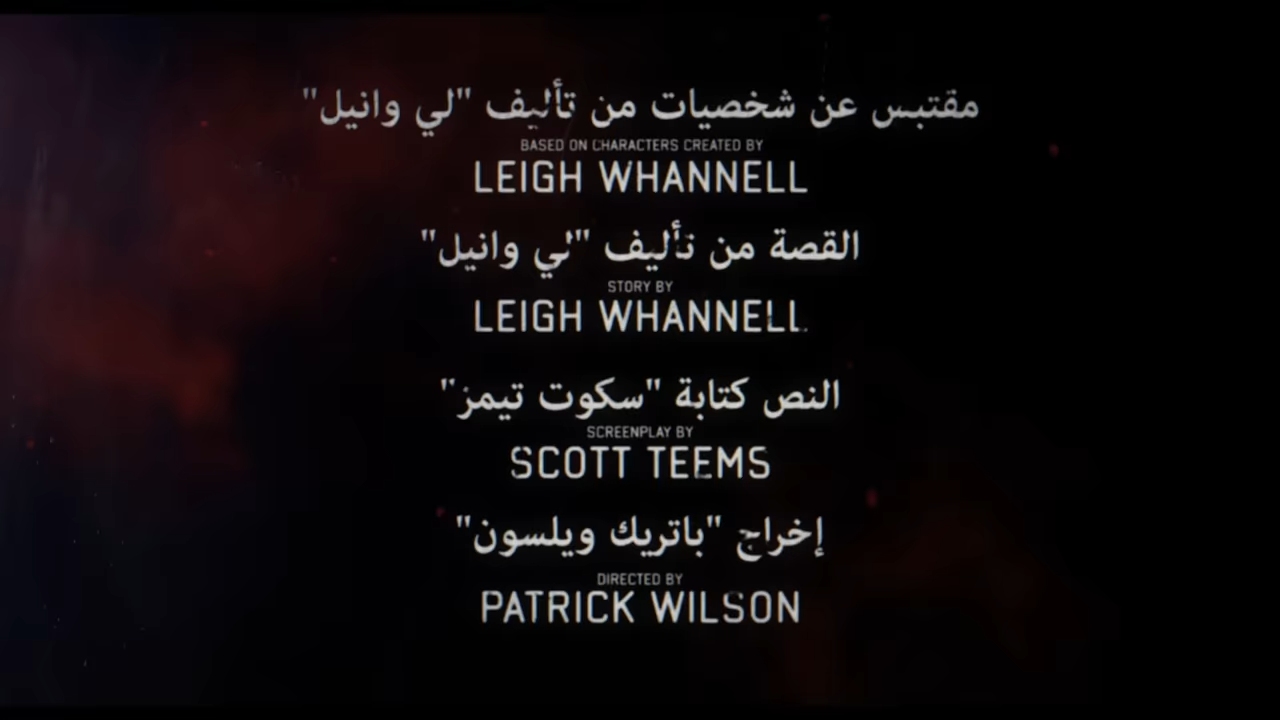 مقتبس عن شخصيات من تأليف "لي وانيل"
BASED ON CHARACTERS CREATED BY
LEIGH WHANNELL
القصة من تأليف "لي وانيل"
STORY BY
LEIGH WHANNELL
النص كتابة "سكوت تيمز"
SCREENPLAY BY
SCOTT TEEMS
إخراج "باتريك ويلسون"
DIRECTED BY
PATRICK WILSON